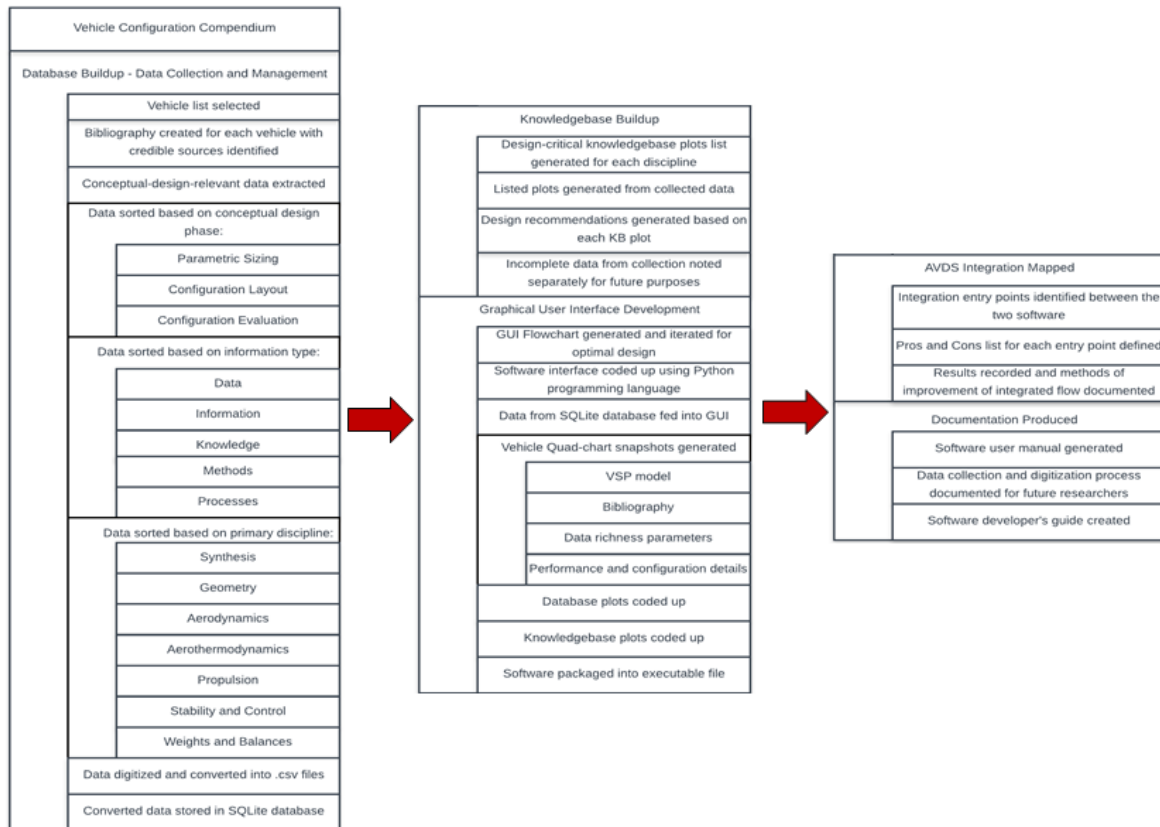 Vehicle Configuration Compendium
Database Buildup - Data Collection and Management
Vehicle list selected
Bibliography created for each vehicle with
credible sources identified
Conceptual-design-relevant data extracted
Data sorted based on conceptual design
phase:
Parametric Sizing
Configuration Layout
Configuration Evaluation
Data sorted based on information type:
Data
Information
Knowledge
Methods
Processes
Data sorted based on primary discipline:
Synthesis
Geometry
Aerodynamics
Aerothermodynamics
Propulsion
Stability and Control
Weights and Balances
Data digitized and converted into .csv files
Converted data stored in SQLite database
Knowledgebase Buildup
Design-critical knowledgebase plots list
generated for each discipline
Listed plots generated from collected data
Design recommendations generated based on
each KB plot
Incomplete data from collection noted
separately for future purposes
Graphical User Interface Development
GUI Flowchart generated and iterated for
optimal design
Software interface coded up using Python
programming language
Data from SQLite database fed into GUI
Vehicle Quad-chart snapshots generated
VSP model
Bibliography
Data richness parameters
Performance and configuration details
Database plots coded up
Knowledgebase plots coded up
Software packaged into executable file
AVDS Integration Mapped
Integration entry points identified between the
two software
Pros and Cons list for each entry point defined
Results recorded and methods of
improvement of integrated flow documented
Documentation Produced
Software user manual generated
Data collection and digitization process
documented for future researchers
Software developer's guide created